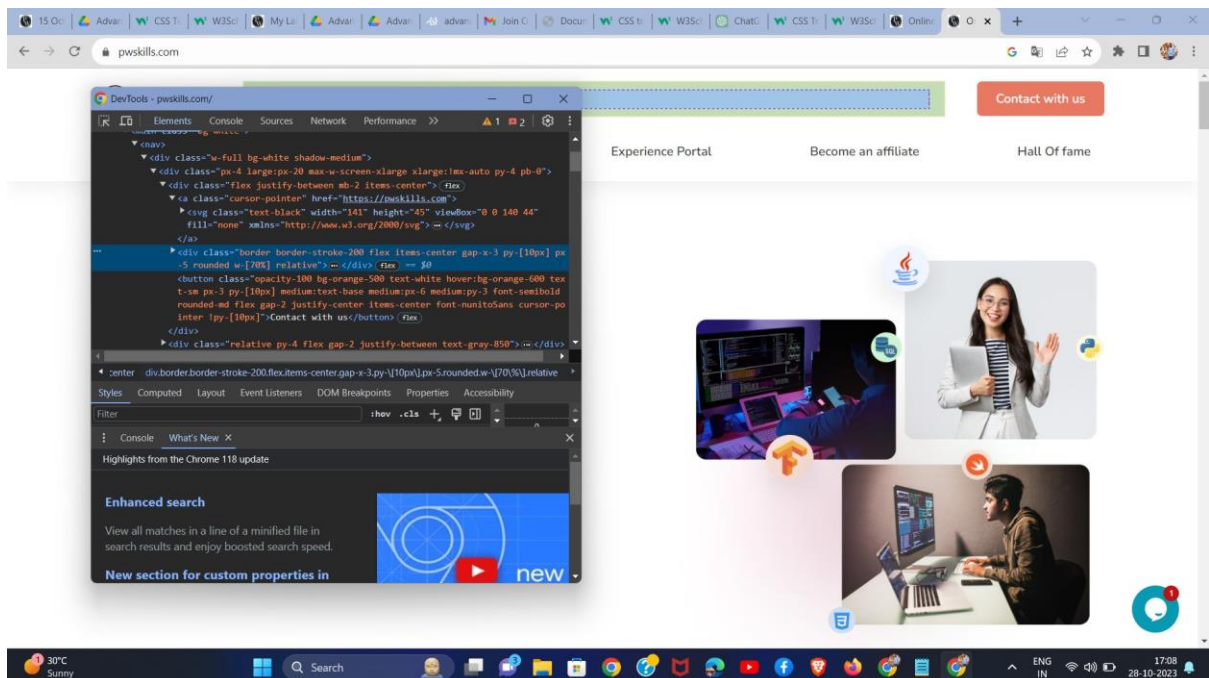 15 Oc
Advan
CSS T
W3Sc
My La
Advan
Advan
advan
Join
Docur
CSS t
W3Sc
ChatG
CSS T
W3Sc
Online
O
pwskills.com
DevTools - pwskills.com/
Contact with us
Elements Console Sources Network Performance 1 2
Experience Portal Become an affiliate Hall Of fame
<nav>
<div class="w-full bg-white shadow-medium">
<div class="px-4 large:px-20 max-w-screen-xlarge xlarge:!mx-auto py-4 pb-0">
<div class="flex justify-between mb-2 items-center"> flex
<a class="cursor-pointer" href="https://pwskills.com">
<svg class="text-black" width="141" height="45" viewBox="0 0 140 44"
fill="none" xmlns="http://www.w3.org/2000/svg"> … </svg>
</a>
… <div class="border border-stroke-200 flex items-center gap-x-3 py-[10px] px
-5 rounded w-[70%] relative"> … </div> flex == $0
<button class="opacity-100 bg-orange-500 text-white hover:bg-orange-600 tex
t-sm px-3 py-[10px] medium:text-base medium:px-6 medium:py-3 font-semibold
rounded-md flex gap-2 justify-center items-center font-nunitoSans cursor-po
inter !py-[10px]">Contact with us</button> flex
</div>
<div class="relative py-4 flex gap-2 justify-between text-gray-850"> … </div>
center div.border.border-stroke-200.flex.items-center.gap-x-3.py-\[10px\].px-5.rounded.w-\[70\%\].relative
Styles Computed Layout Event Listeners DOM Breakpoints Properties Accessibility
Filter :hov .cls
Console What's New
Highlights from the Chrome 118 update
Enhanced search
View all matches in a line of a minified file in
search results and enjoy boosted search speed.
New section for custom properties in
new
SQL
1
1
30°C
Sunny
Search
ENG
IN
17:08
28-10-2023